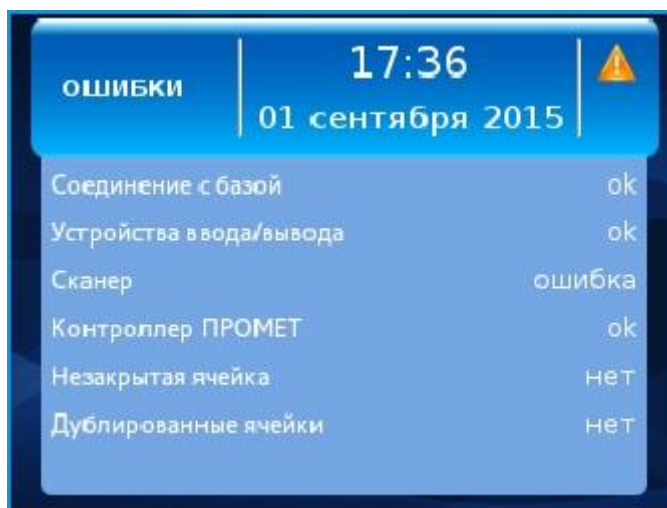 ошибки
17:36
01 сентября 2015
Соединение с базой ok
Устройства ввода/вывода ok
Сканер ошибка
Контроллер ПРОМЕТ ok
Незакрытая ячейка нет
Дублированные ячейки нет